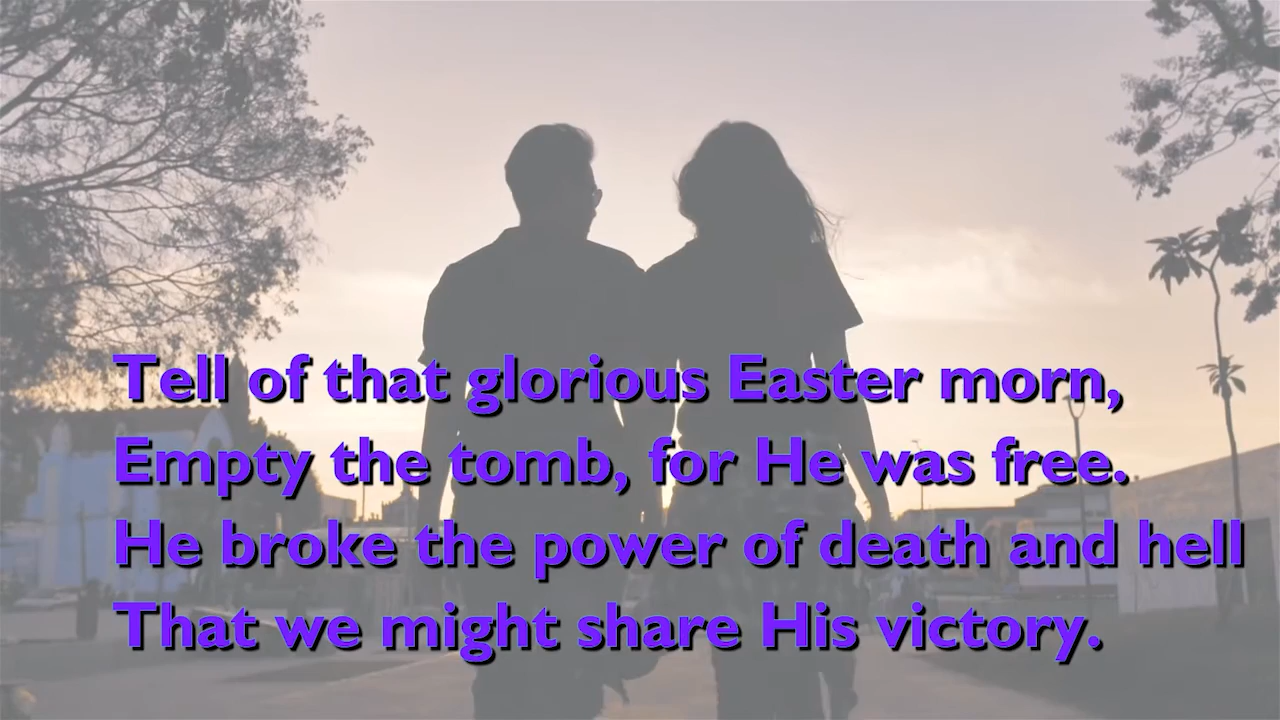 Tell of that glorious Easter morn,
Empty the tomb, for He was free.
He broke the power of death and hell
That we might share His victory.